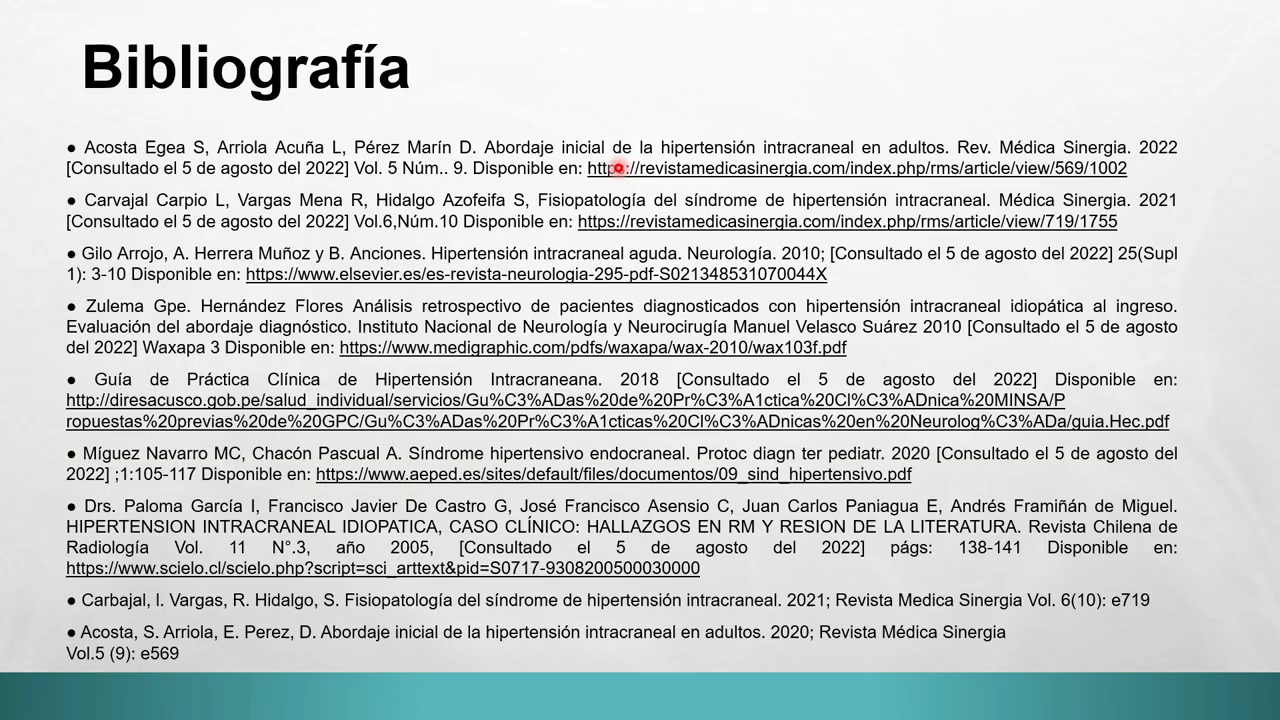 Bibliografía
● Acosta Egea S, Arriola Acuña L, Pérez Marín D. Abordaje inicial de la hipertensión intracraneal en adultos. Rev. Médica Sinergia. 2022
[Consultado el 5 de agosto del 2022] Vol. 5 Núm.. 9. Disponible en: https://revistamedicasinergia.com/index.php/rms/article/view/569/1002
● Carvajal Carpio L, Vargas Mena R, Hidalgo Azofeifa S, Fisiopatología del síndrome de hipertensión intracraneal. Médica Sinergia. 2021
[Consultado el 5 de agosto del 2022] Vol.6,Núm.10 Disponible en: https://revistamedicasinergia.com/index.php/rms/article/view/719/1755
● Gilo Arrojo, A. Herrera Muñoz y B. Anciones. Hipertensión intracraneal aguda. Neurología. 2010; [Consultado el 5 de agosto del 2022] 25(Supl
1): 3-10 Disponible en: https://www.elsevier.es/es-revista-neurologia-295-pdf-S021348531070044X
● Zulema Gpe. Hernández Flores Análisis retrospectivo de pacientes diagnosticados con hipertensión intracraneal idiopática al ingreso.
Evaluación del abordaje diagnóstico. Instituto Nacional de Neurología y Neurocirugía Manuel Velasco Suárez 2010 [Consultado el 5 de agosto
del 2022] Waxapa 3 Disponible en: https://www.medigraphic.com/pdfs/waxapa/wax-2010/wax103f.pdf
● Guía de Práctica Clínica de Hipertensión Intracraneana. 2018 [Consultado el 5 de agosto del 2022] Disponible en:
http://diresacusco.gob.pe/salud_individual/servicios/Gu%C3%ADas%20de%20Pr%C3%A1ctica%20Cl%C3%ADnica%20MINSA/P
ropuestas%20previas%20de%20GPC/Gu%C3%ADas%20Pr%C3%A1cticas%20Cl%C3%ADnicas%20en%20Neurolog%C3%ADa/guia.Hec.pdf
● Míguez Navarro MC, Chacón Pascual A. Síndrome hipertensivo endocraneal. Protoc diagn ter pediatr. 2020 [Consultado el 5 de agosto del
2022] ;1:105-117 Disponible en: https://www.aeped.es/sites/default/files/documentos/09_sind_hipertensivo.pdf
● Drs. Paloma García I, Francisco Javier De Castro G, José Francisco Asensio C, Juan Carlos Paniagua E, Andrés Framiñán de Miguel.
HIPERTENSION INTRACRANEAL IDIOPATICA, CASO CLÍNICO: HALLAZGOS EN RM Y RESION DE LA LITERATURA. Revista Chilena de
Radiología Vol. 11 N°.3, año 2005, [Consultado el 5 de agosto del 2022] págs: 138-141 Disponible en:
https://www.scielo.cl/scielo.php?script=sci_arttext&pid=S0717-9308200500030000
● Carbajal, I. Vargas, R. Hidalgo, S. Fisiopatología del síndrome de hipertensión intracraneal. 2021; Revista Medica Sinergia Vol. 6(10): e719
● Acosta, S. Arriola, E. Perez, D. Abordaje inicial de la hipertensión intracraneal en adultos. 2020; Revista Médica Sinergia
Vol.5 (9): e569